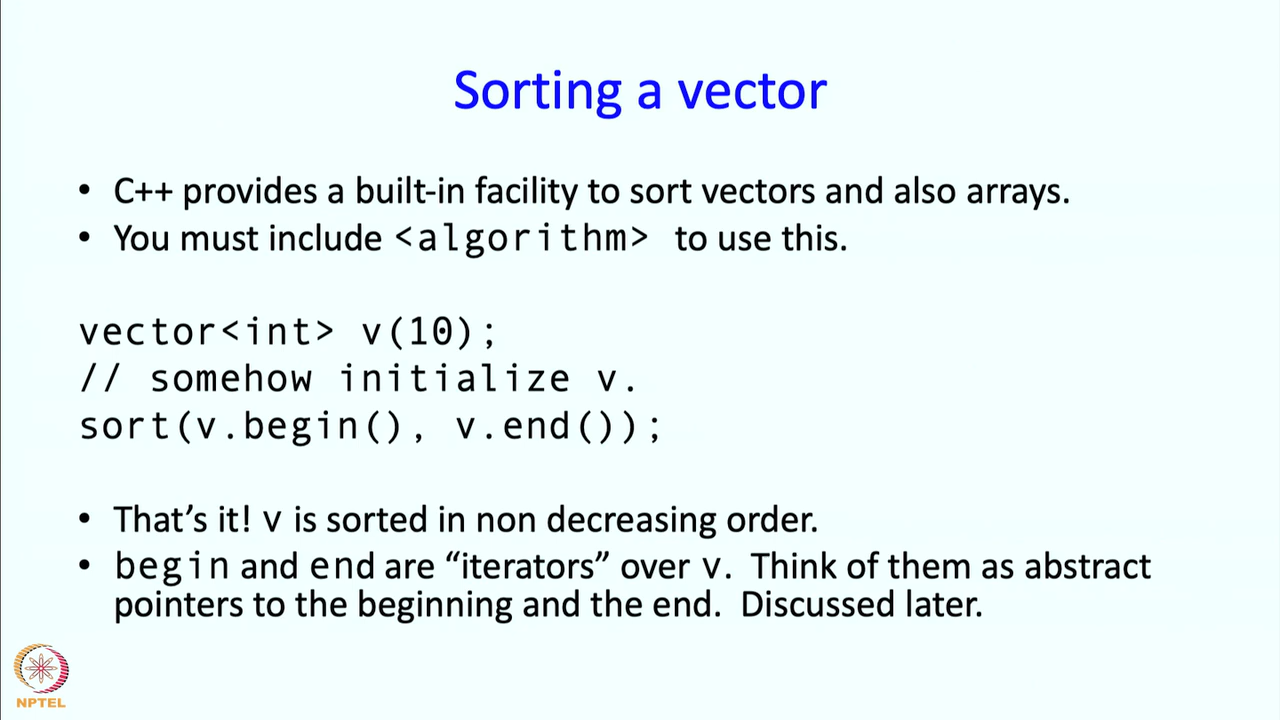 Sorting a vector
• C++ provides a built-in facility to sort vectors and also arrays.
• You must include <algorithm> to use this.
vector<int> v(10);
// somehow initialize v.
sort(v.begin(), v.end());
• That’s it! v is sorted in non decreasing order.
• begin and end are “iterators” over v. Think of them as abstract
pointers to the beginning and the end. Discussed later.
NPTEL